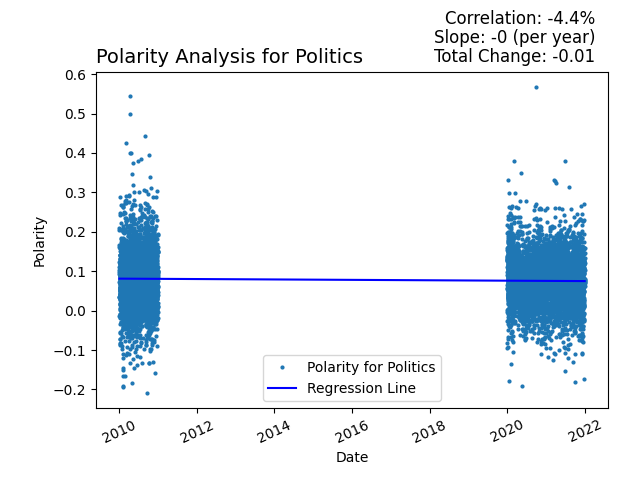 Correlation: -4.4%
Slope: -0 (per year)
Polarity Analysis for Politics
Total Change: -0.01
0.6
0.5
0.4
0.3
0.2
0.1
0.0
−0.1
−0.2
Polarity
Polarity for Politics
Regression Line
2010
2012
2014
2016
2018
2020
2022
Date